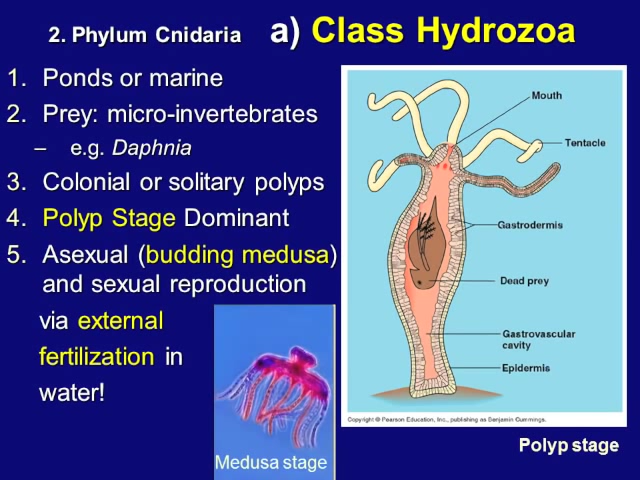 2. Phylum Cnidaria a) Class Hydrozoa
1. Ponds or marine
2. Prey: micro-invertebrates
– e.g. Daphnia
3. Colonial or solitary polyps
4. Polyp Stage Dominant
5. Asexual (budding medusa)
and sexual reproduction
via external
fertilization in
water!
Medusa stage
Mouth
Tentacle
Gastrodermis
Dead prey
Gastrovascular
cavity
Epidermis
Copyright © Pearson Education, Inc., publishing as Benjamin Cummings.
Polyp stage